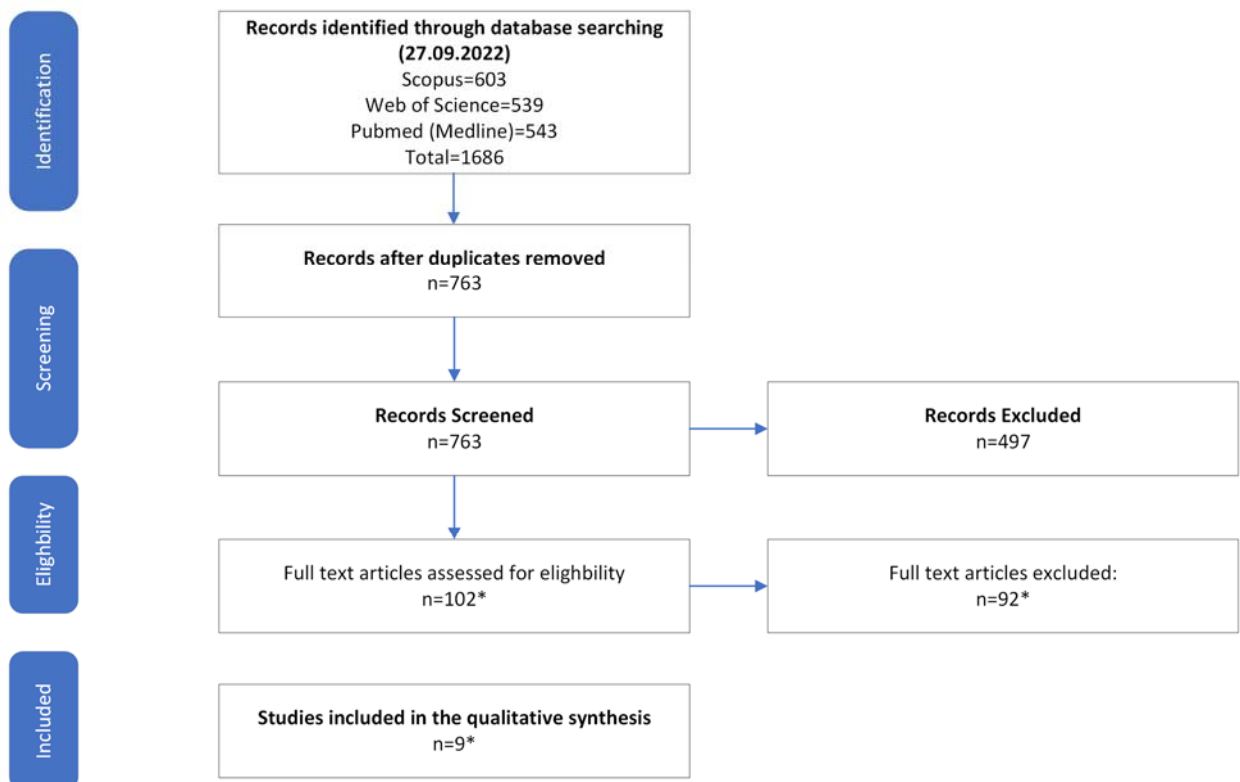 Identification
Records identified through database searching
(27.09.2022)
Scopus=603
Web of Science=539
Pubmed (Medline)=543
Total=1686
Screening
Records after duplicates removed
n=763
Records Screened
n=763
Records Excluded
n=497
Elighbility
Full text articles assessed for elighbility
n=102*
Full text articles excluded:
n=92*
Included
Studies included in the qualitative synthesis
n=9*